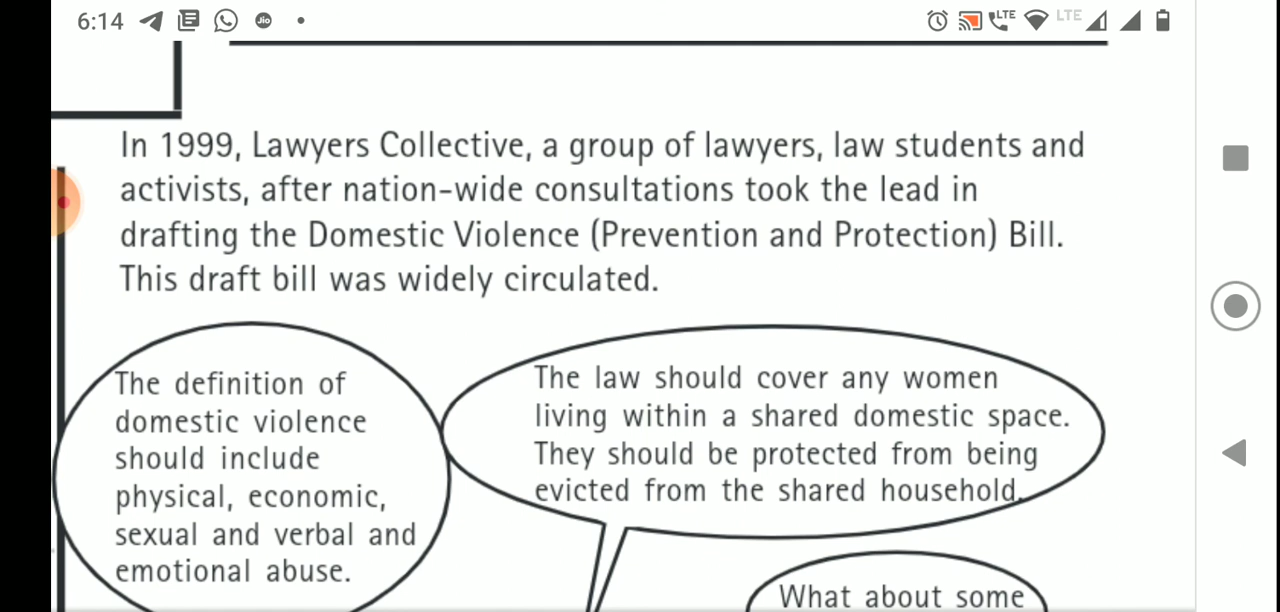 6:14
Jio
LTE
LTE
In 1999, Lawyers Collective, a group of lawyers, law students and
activists, after nation-wide consultations took the lead in
drafting the Domestic Violence (Prevention and Protection) Bill.
This draft bill was widely circulated.
The definition of
domestic violence
should include
physical, economic,
sexual and verbal and
emotional abuse.
The law should cover any women
living within a shared domestic space.
They should be protected from being
evicted from the shared household.
What about some